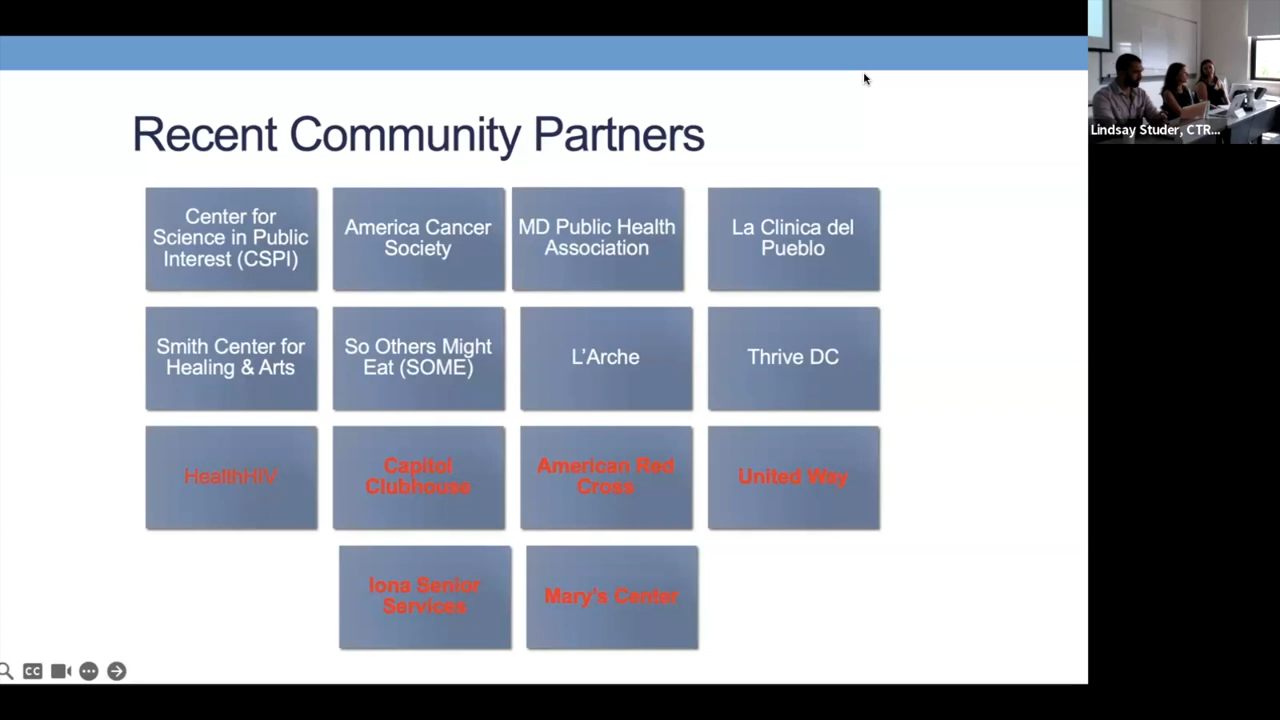 Recent Community Partners
Center for
Science in Public
Interest (CSPI)
America Cancer
Society
MD Public Health
Association
La Clinica del
Pueblo
Smith Center for
Healing & Arts
So Others Might
Eat (SOME)
L'Arche
Thrive DC
HealthHIV
Capitol
Clubhouse
American Red
Cross
United Way
Iona Senior
Services
Mary's Center
CC
Lindsay Studer, CTR...